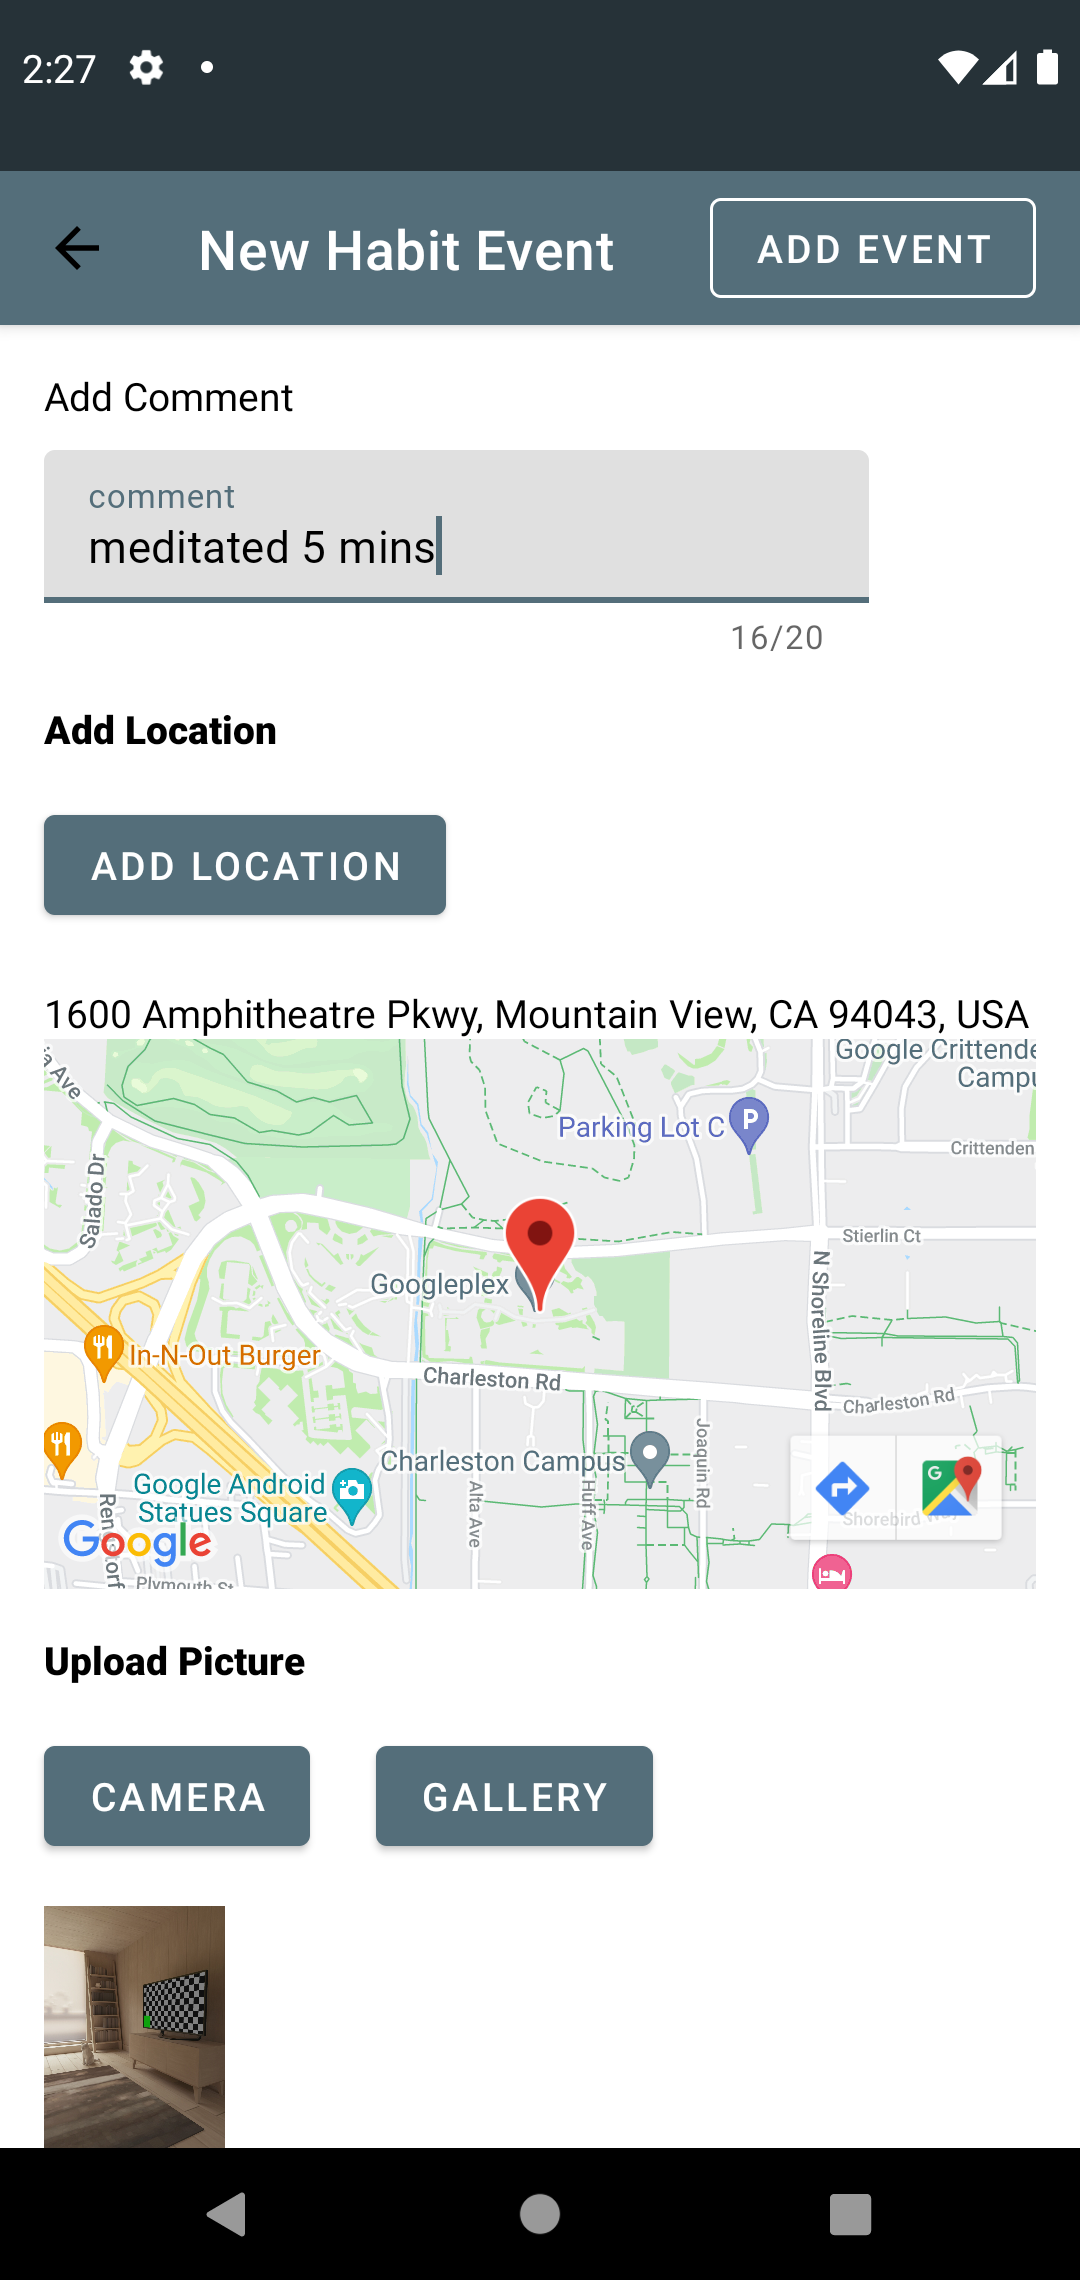 2:27
New Habit Event
ADD EVENT
Add Comment
comment
meditated 5 mins
16/20
Add Location
ADD LOCATION
1600 Amphitheatre Pkwy, Mountain View, CA 94043, USA
Google Crittende
Campu
a Ave
Parking Lot C
P
Crittenden
Salado Dr
Stierlin Ct
Googleplex
N Shoreline Blvd
In-N-Out Burger
Charleston Rd
Charleston Rd
Joaquin Rd
Charleston Campus
Google Android
Statues Square
Alta Ave
Huff Ave
G
Shorebird
Google
Plymouth St
Upload Picture
CAMERA
GALLERY